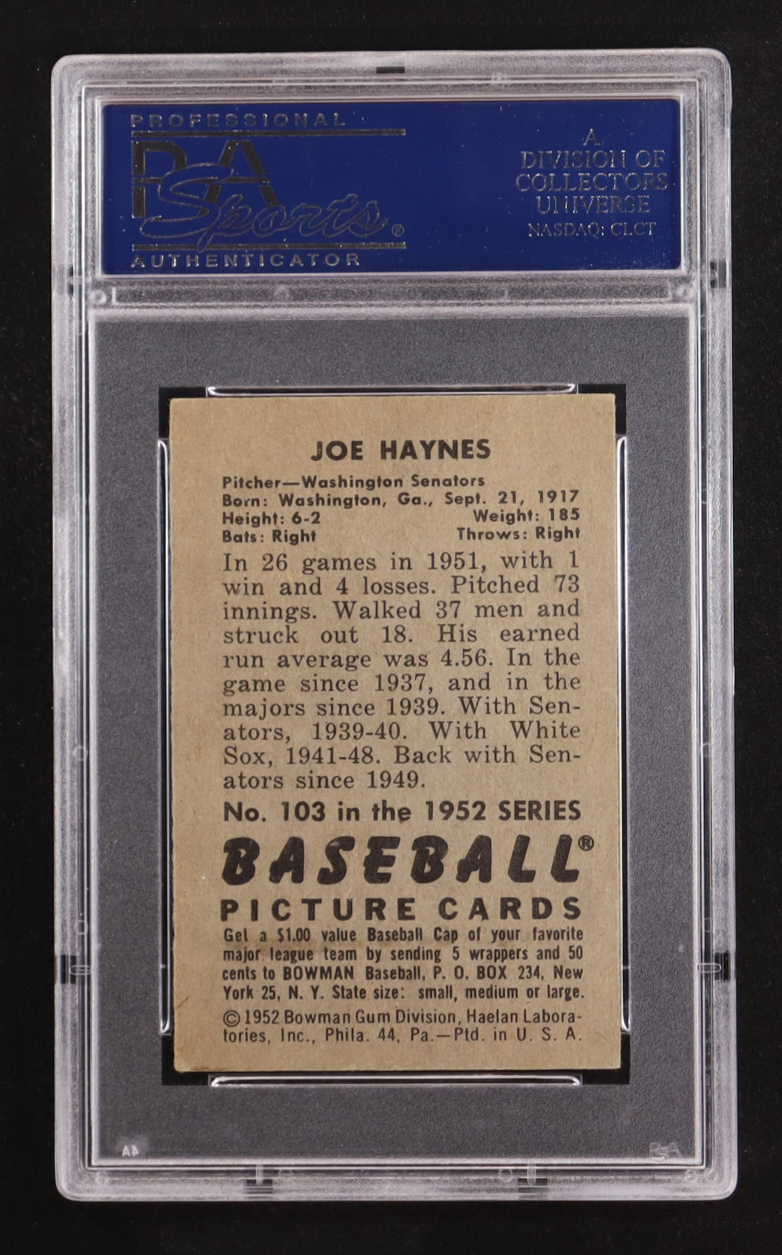 PROFESSIONAL
PSA
Sports®
AUTHENTICATOR
A
DIVISION OF
COLLECTORS
UNIVERSE
NASDAQ: CLCT
JOE HAYNES
Pitcher—Washington Senators
Born: Washington, Ga., Sept. 21, 1917
Height: 6-2 Weight: 185
Bats: Right Throws: Right
In 26 games in 1951, with 1
win and 4 losses. Pitched 73
innings. Walked 37 men and
struck out 18. His earned
run average was 4.56. In the
game since 1937, and in the
majors since 1939. With Sen-
ators, 1939-40. With White
Sox, 1941-48. Back with Sen-
ators since 1949.
No. 103 in the 1952 SERIES
BASEBALL®
PICTURE CARDS
Get a $1.00 value Baseball Cap of your favorite
major league team by sending 5 wrappers and 50
cents to BOWMAN Baseball, P. O. BOX 234, New
York 25, N. Y. State size: small, medium or large.
©1952 Bowman Gum Division, Haelan Labora-
tories, Inc., Phila. 44, Pa.—Ptd. in U. S. A.